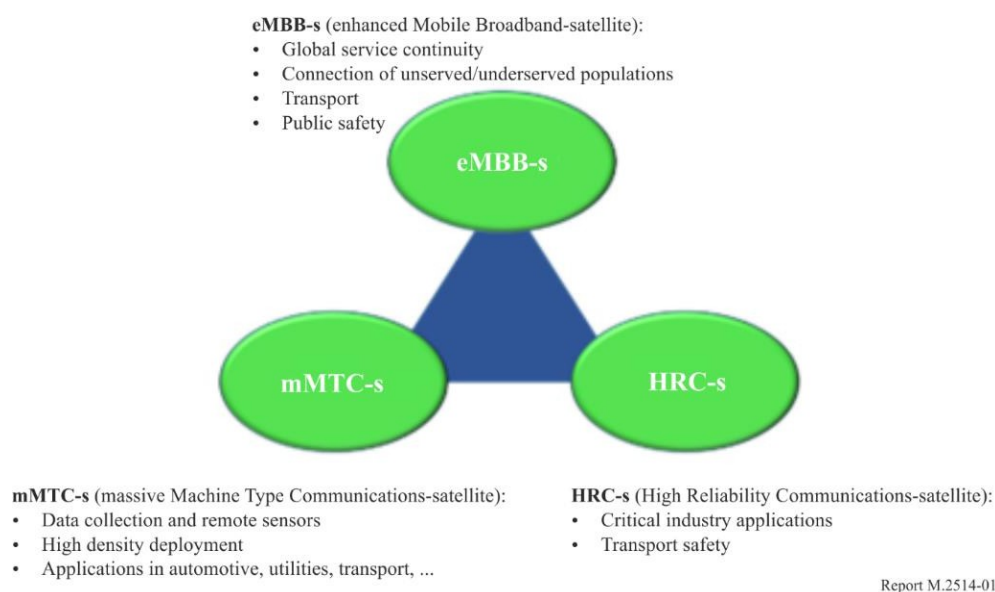 eMBB-s (enhanced Mobile Broadband-satellite):
• Global service continuity
• Connection of unserved/underserved populations
• Transport
• Public safety
eMBB-s
mMTC-s
HRC-s
mMTC-s (massive Machine Type Communications-satellite):
• Data collection and remote sensors
• High density deployment
• Applications in automotive, utilities, transport, ...
HRC-s (High Reliability Communications-satellite):
• Critical industry applications
• Transport safety
Report M.2514-01